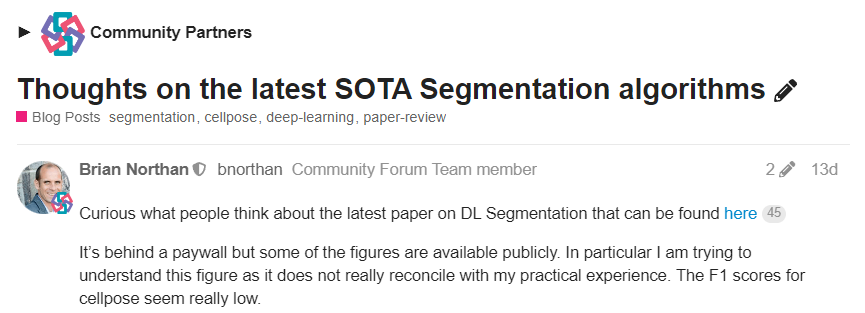 Community Partners
Thoughts on the latest SOTA Segmentation algorithms
Blog Posts segmentation, cellpose, deep-learning, paper-review
Brian Northan bnorthan Community Forum Team member 2 13d
Curious what people think about the latest paper on DL Segmentation that can be found here 45
It’s behind a paywall but some of the figures are available publicly. In particular I am trying to
understand this figure as it does not really reconcile with my practical experience. The F1 scores for
cellpose seem really low.